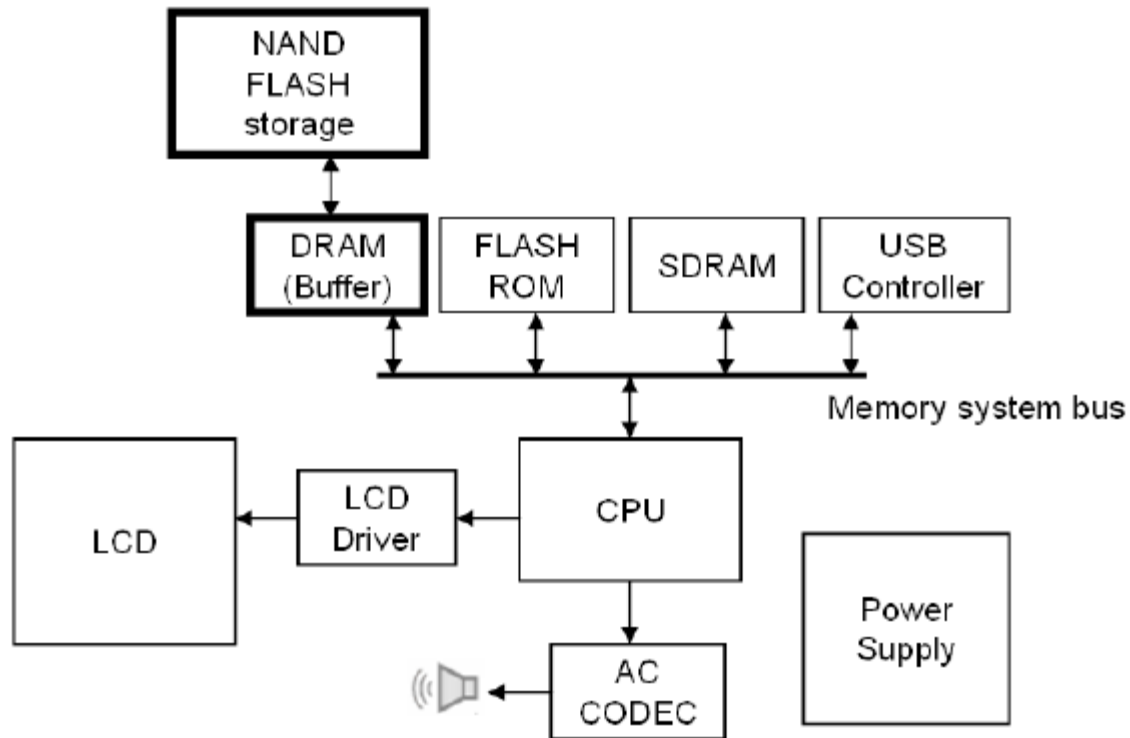 NAND
FLASH
storage
DRAM
(Buffer)
FLASH
ROM
SDRAM
USB
Controller
Memory system bus
LCD
LCD
Driver
CPU
Power
Supply
AC
CODEC